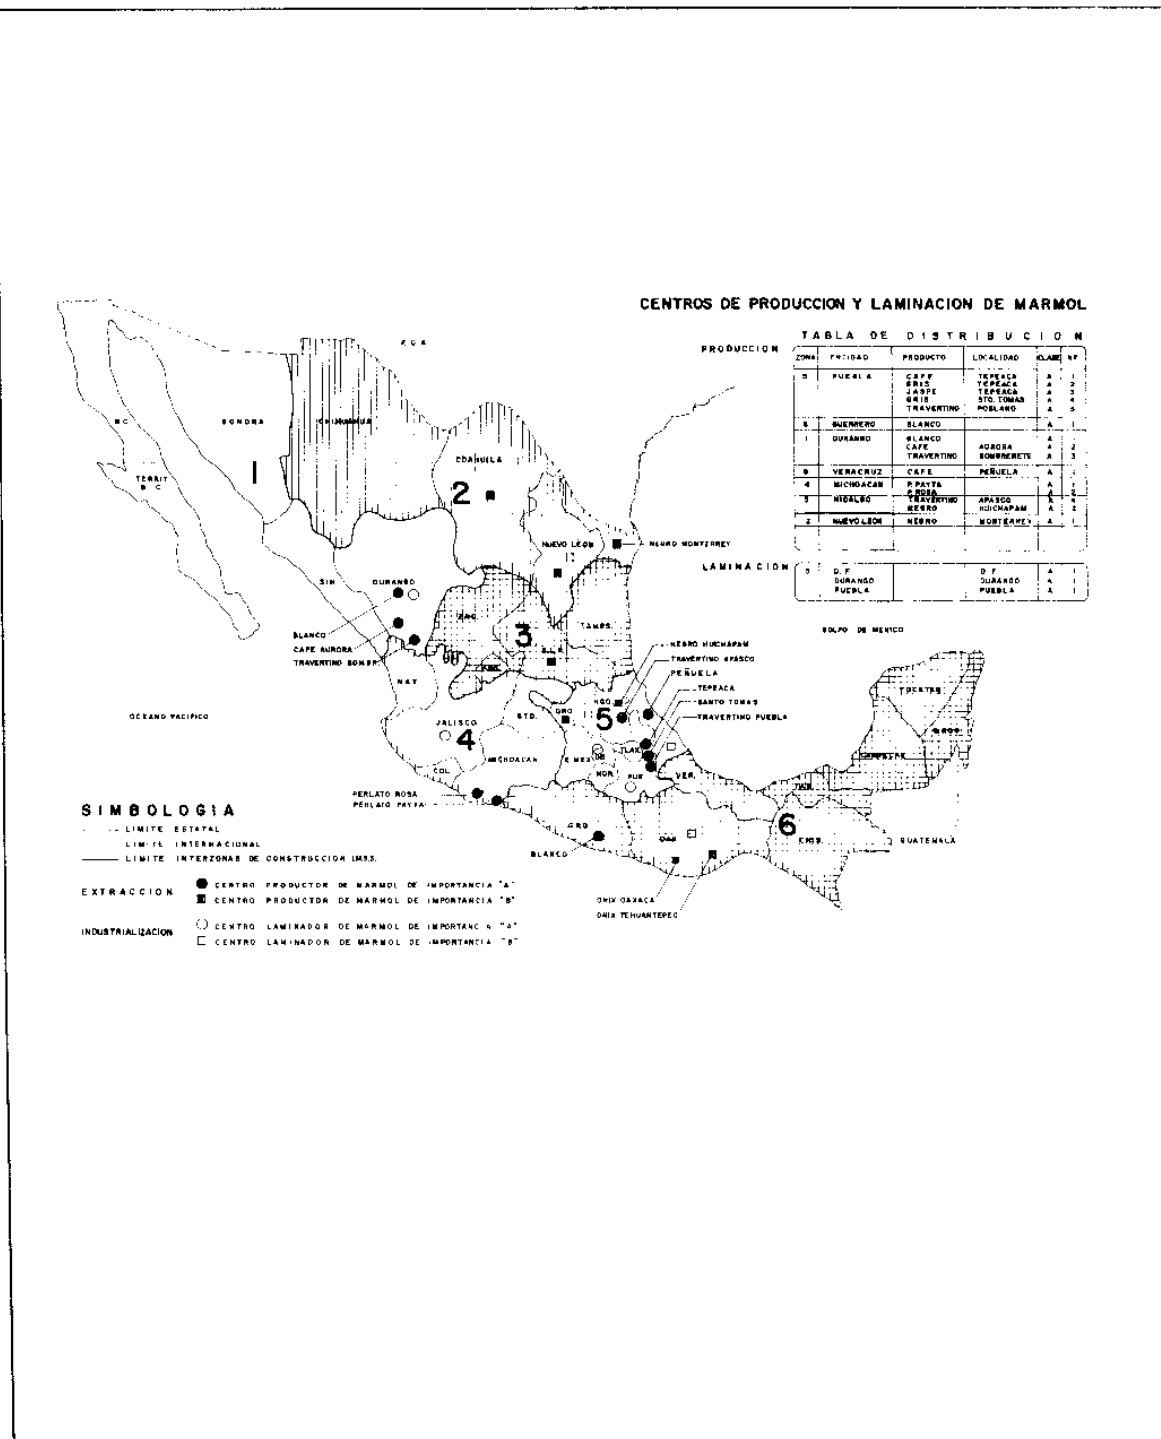 CENTROS DE PRODUCCION Y LAMINACION DE MARMOL
TABLA DE DISTRIBUCION
PRODUCCION
ZONA ENTIDAD PRODUCTO LOCALIDAD CLASE Nº
5 PUEBLA CAFE TEPEACA A 1
GRIS TEPEACA A 2
JASPE TEPEACA A 3
GRIS STO. TOMAS A 4
TRAVERTINO POBLANO A 5
6 GUERRERO BLANCO A 1
1 DURANGO BLANCO A 1
CAFE AURORA A 2
TRAVERTINO SOMBRERETE A 3
VERACRUZ CAFE PEÑUELA A
4 MICHOACAN P. PAYTA A 1
P. ROSA A 2
5 HIDALGO TRAVERTINO APASCO A
NEGRO HUICHAPAM A 2
2 NUEVO LEON NEGRO MONTERREY A 1
LAMINACION
5 D.F. D.F. A 1
DURANGO DURANGO A 1
PUEBLA PUEBLA A 1
E.U.A.
B.C.
SONORA
CHIHUAHUA
TERRIT.
B. C.
1
COAHUILA
2
NUEVO LEON
NEGRO MONTERREY
SIN.
DURANGO
ZAC.
3
TAMPS.
S.L.P.
GOLFO DE MEXICO
BLANCO
CAFE AURORA
TRAVERTINO SOMBR.
NEGRO HUICHAPAM
TRAVERTINO APASCO
PEÑUELA
TEPEACA
SANTO TOMAS
TRAVERTINO PUEBLA
NAY.
AGS.
OCEANO PACIFICO
JALISCO
4
GTO.
QRO.
HGO.
5
YUCATAN
Q. ROO
CAMPECHE
COL.
MICHOACAN
E. MEX.
D.F.
TLAX.
MOR.
PUE.
VER.
TAB.
PERLATO ROSA
PERLATO PAYTA
GRO.
BLANCO
OAX.
6
CHIS.
GUATEMALA
ONIX OAXACA
ONIX TEHUANTEPEC
SIMBOLOGIA
LIMITE ESTATAL
LIMITE INTERNACIONAL
LIMITE INTERZONAS DE CONSTRUCCION I.M.S.S.
EXTRACCION
CENTRO PRODUCTOR DE MARMOL DE IMPORTANCIA "A"
CENTRO PRODUCTOR DE MARMOL DE IMPORTANCIA "B"
INDUSTRIALIZACION
CENTRO LAMINADOR DE MARMOL DE IMPORTANCIA "A"
CENTRO LAMINADOR DE MARMOL DE IMPORTANCIA "B"